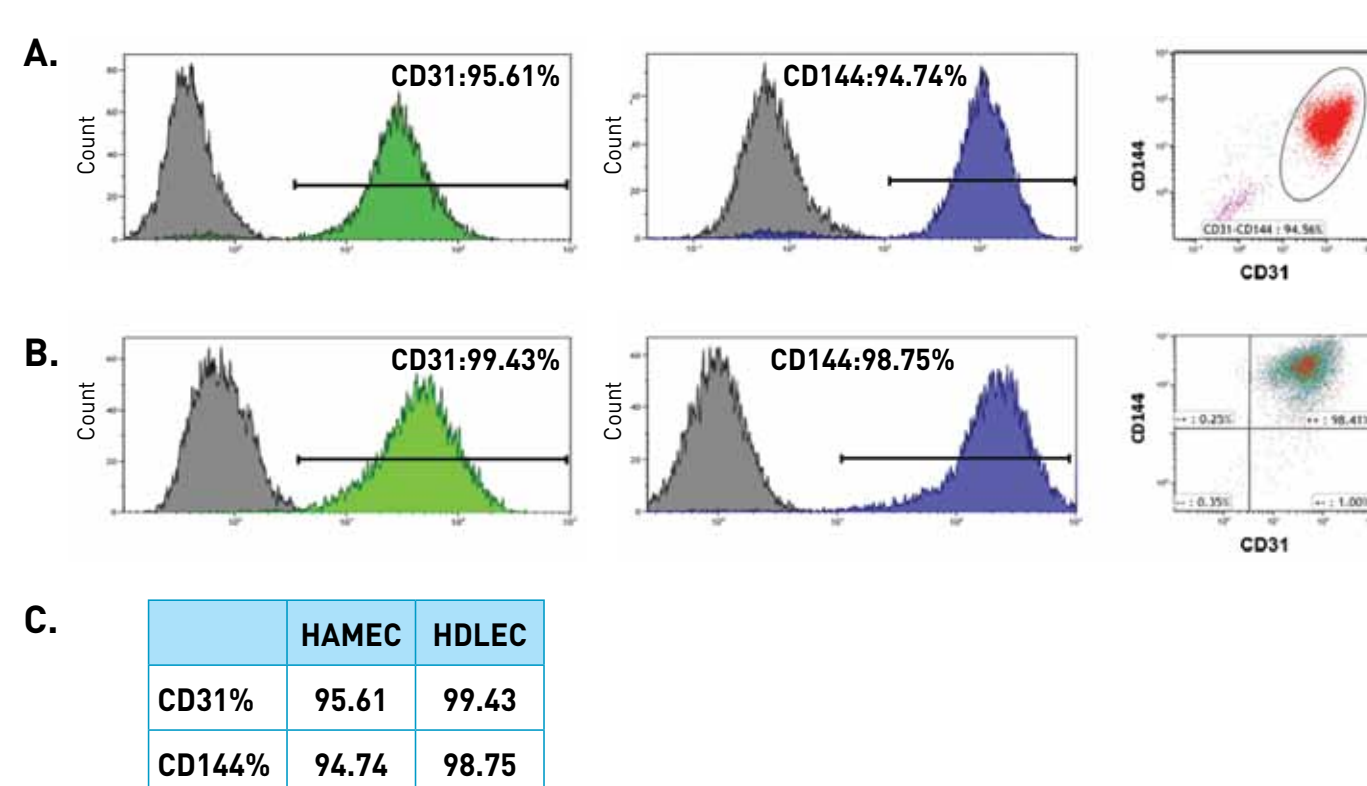 A.
Count
CD31:95.61%
Count
CD144:94.74%
CD144
CD31-CD144 : 94.56%
CD31
B.
Count
CD31:99.43%
Count
CD144:98.75%
CD144
-+ : 0.25%
++ : 98.41%
-- : 0.35%
+- : 1.00%
CD31
C.
HAMEC HDLEC
CD31% 95.61 99.43
CD144% 94.74 98.75